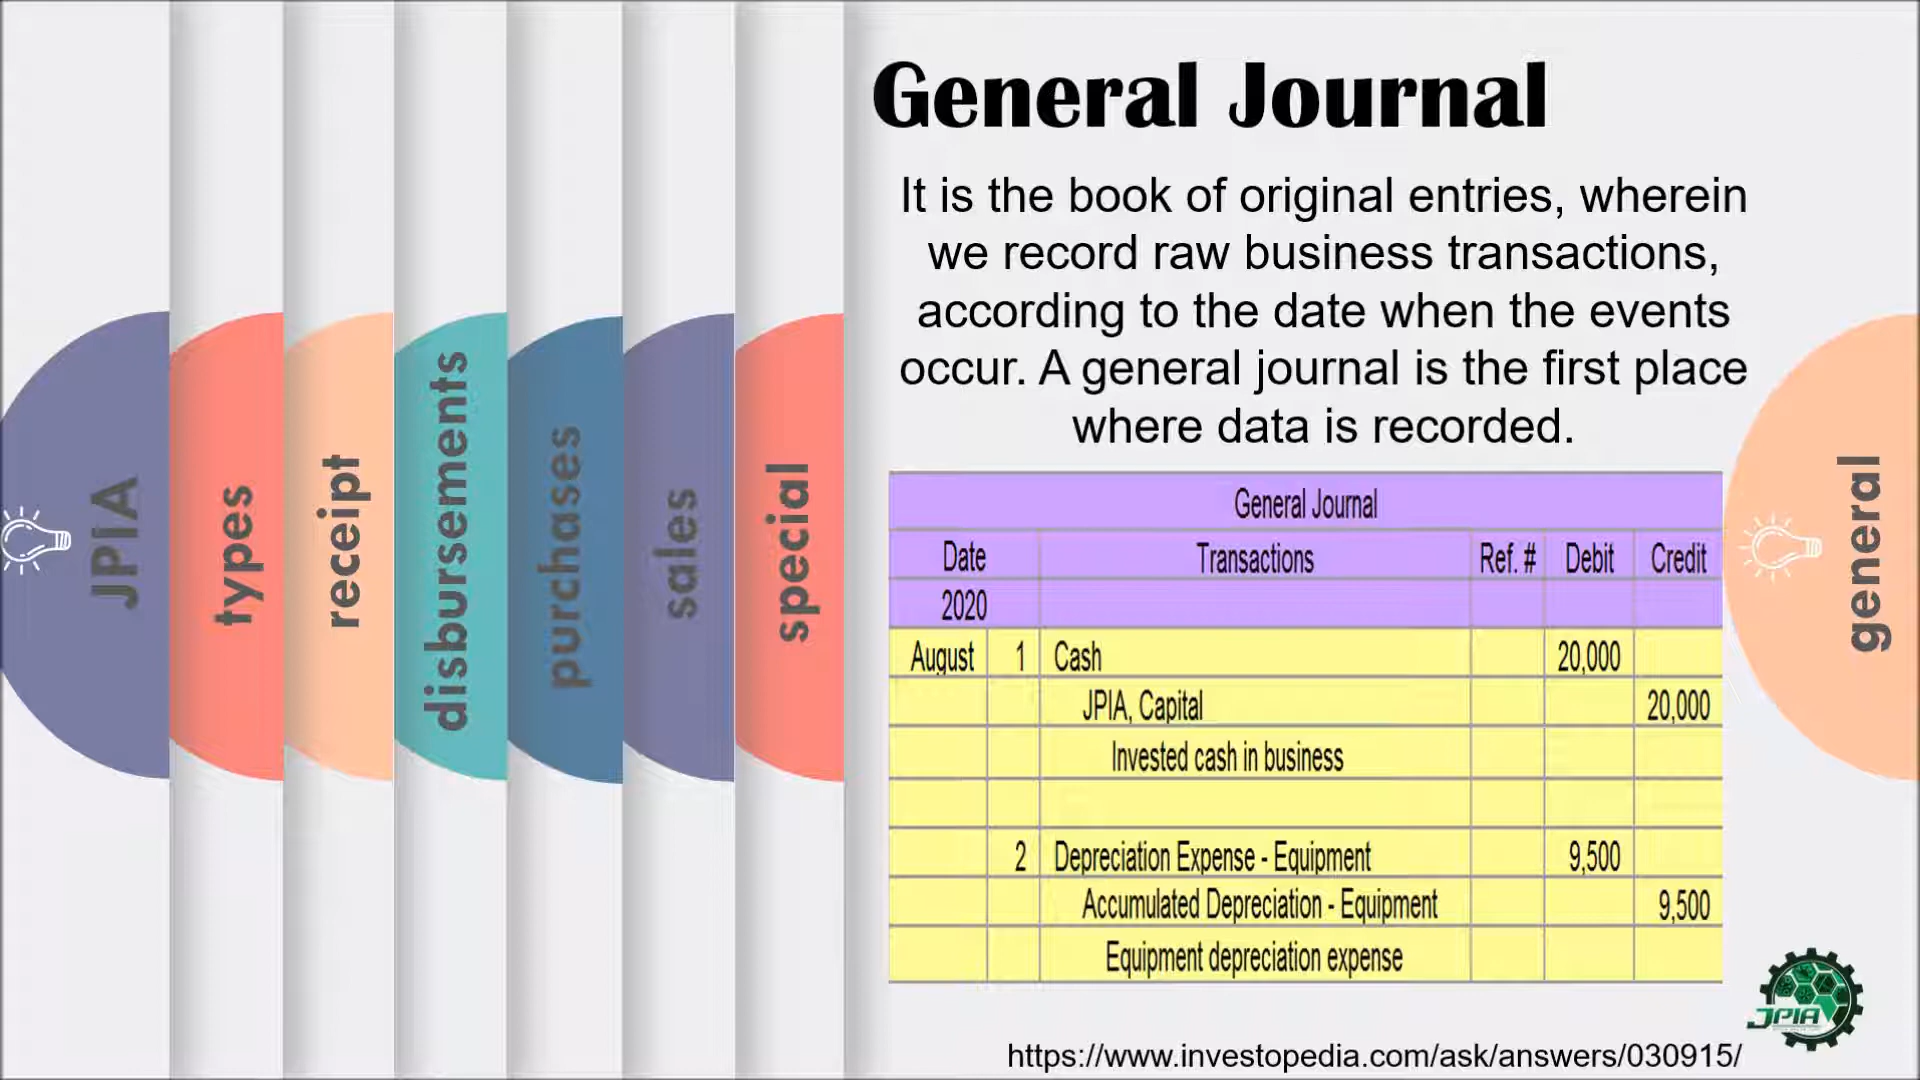 JPIA
types
receipt
disbursements
purchases
sales
special
General Journal
It is the book of original entries, wherein
we record raw business transactions,
according to the date when the events
occur. A general journal is the first place
where data is recorded.
General Journal
Date Transactions Ref. # Debit Credit
2020
August 1 Cash 20,000
JPIA, Capital 20,000
Invested cash in business
2 Depreciation Expense - Equipment 9,500
Accumulated Depreciation - Equipment 9,500
Equipment depreciation expense
general
JPIA
https://www.investopedia.com/ask/answers/030915/